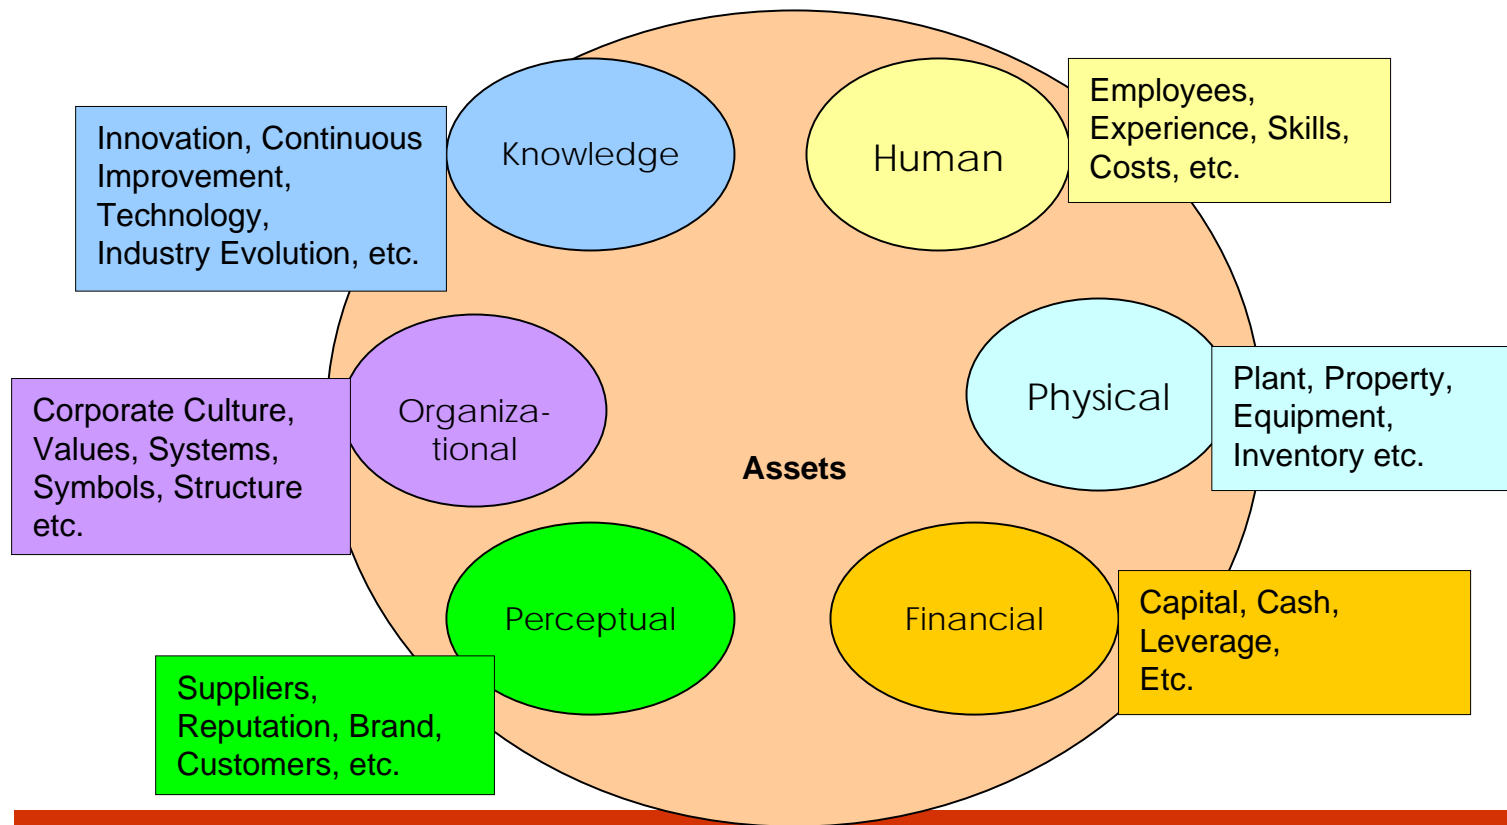 Knowledge
Innovation, Continuous
Improvement,
Technology,
Industry Evolution, etc.
Human
Employees,
Experience, Skills,
Costs, etc.
Organiza-
tional
Corporate Culture,
Values, Systems,
Symbols, Structure
etc.
Assets
Physical
Plant, Property,
Equipment,
Inventory etc.
Perceptual
Suppliers,
Reputation, Brand,
Customers, etc.
Financial
Capital, Cash,
Leverage,
Etc.